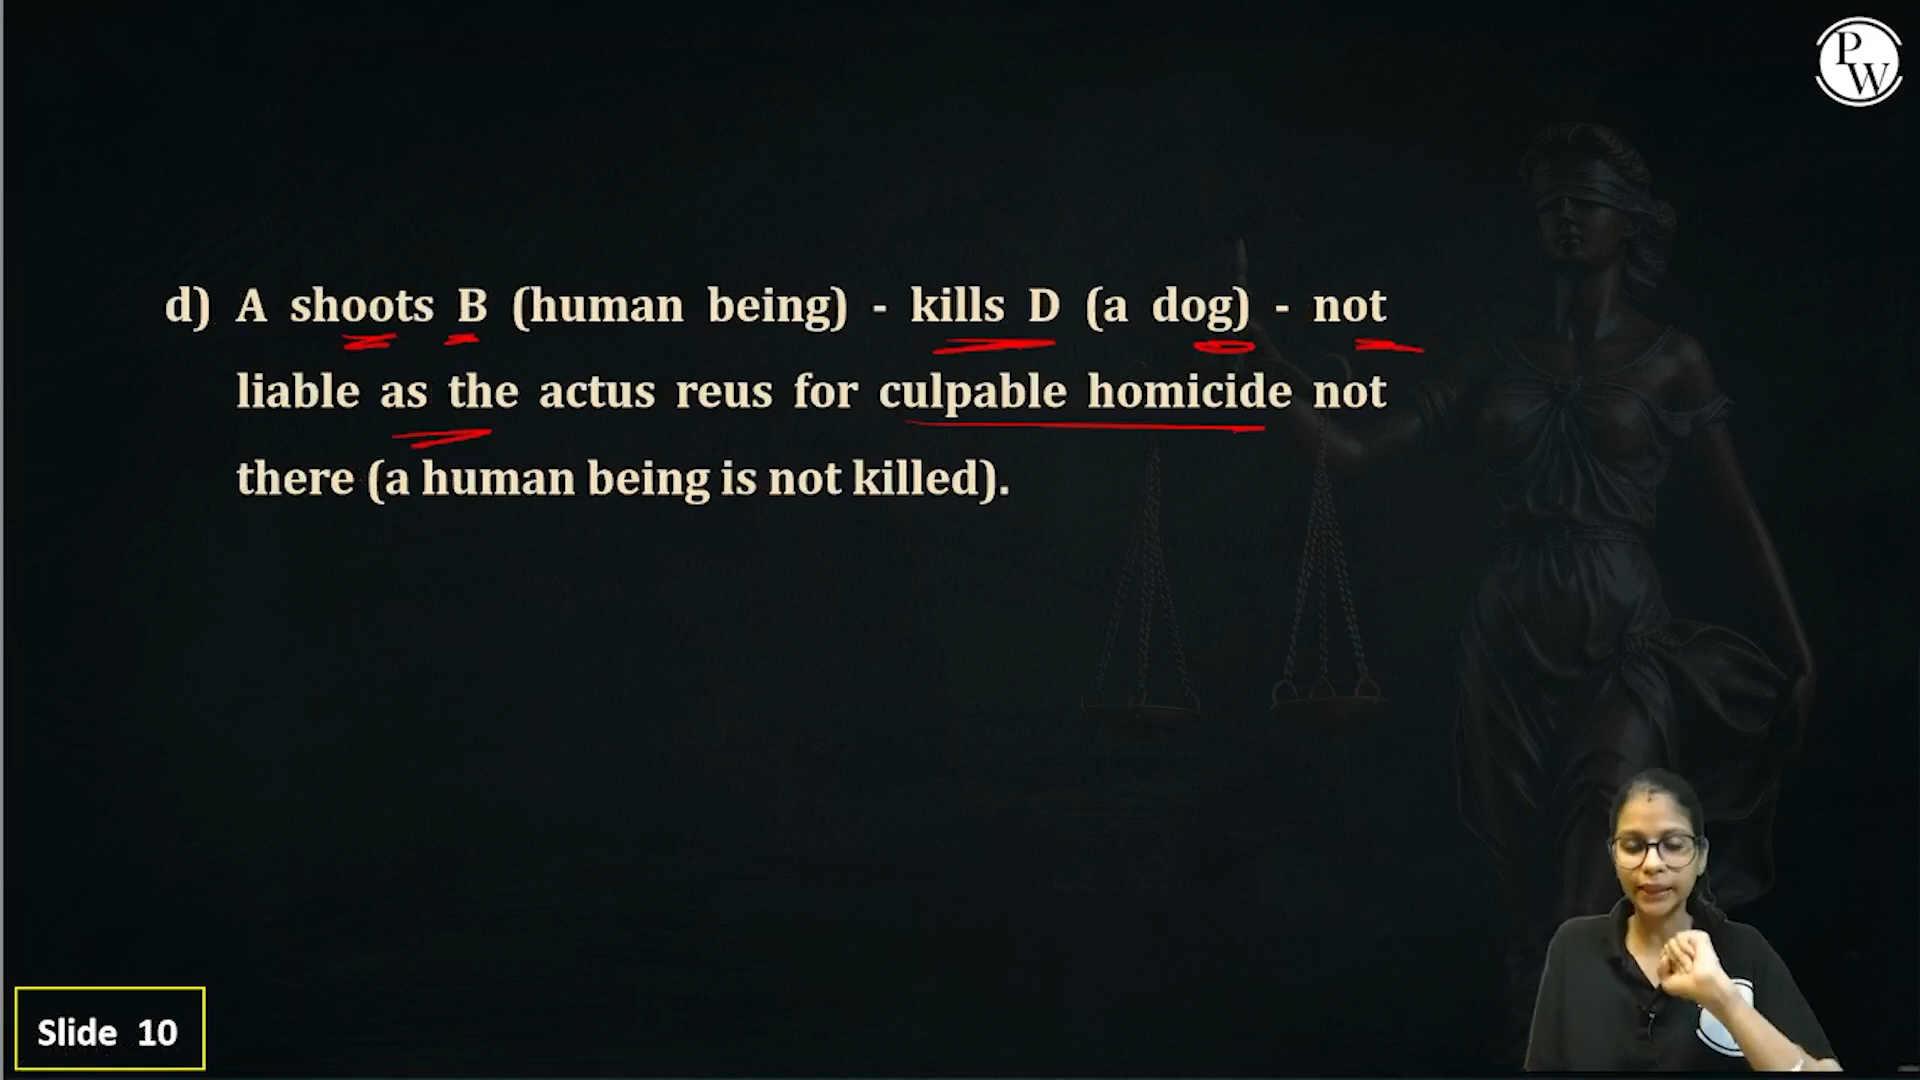 PW
d) A shoots B (human being) - kills D (a dog) - not
liable as the actus reus for culpable homicide not
there (a human being is not killed).
Slide 10